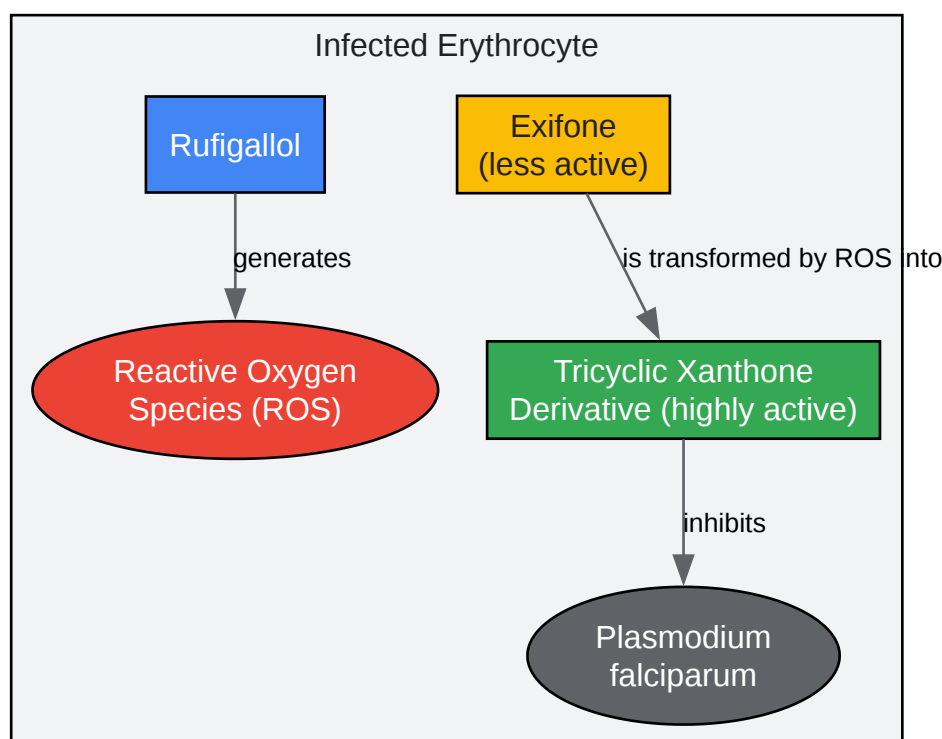 Infected Erythrocyte
Rufigallol
Exifone
(less active)
generates
is transformed by ROS into
Reactive Oxygen
Species (ROS)
Tricyclic Xanthone
Derivative (highly active)
inhibits
Plasmodium
falciparum